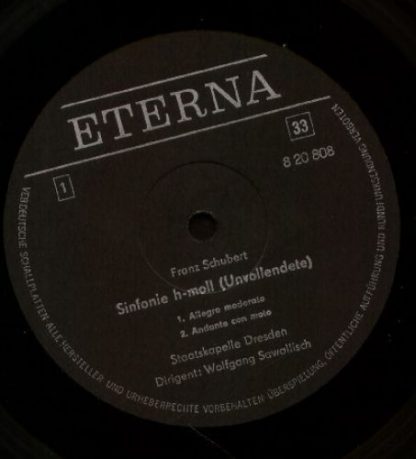 ETERNA
33
8 20 808
1
Franz Schubert
Sinfonie h-moll (Unvollendete)
1. Allegro moderato
2. Andante con moto
Staatskapelle Dresden
Dirigent: Wolfgang Sawallisch
VEB DEUTSCHE SCHALLPLATTEN ALLE HERSTELLER UND URHEBERRECHTE VORBEHALTEN ÜBERSPIELUNG, ÖFFENTLICHE AUFFÜHRUNG UND RUNDFUNKSENDUNG VERBOTEN